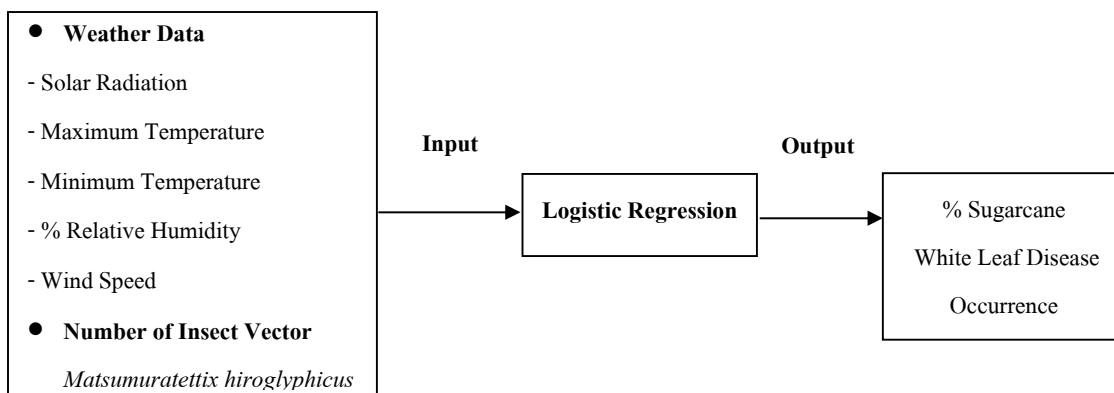 ● Weather Data
- Solar Radiation
- Maximum Temperature
- Minimum Temperature
- % Relative Humidity
- Wind Speed
● Number of Insect Vector
Matsumuratettix hiroglyphicus
Input
Logistic Regression
Output
% Sugarcane
White Leaf Disease
Occurrence